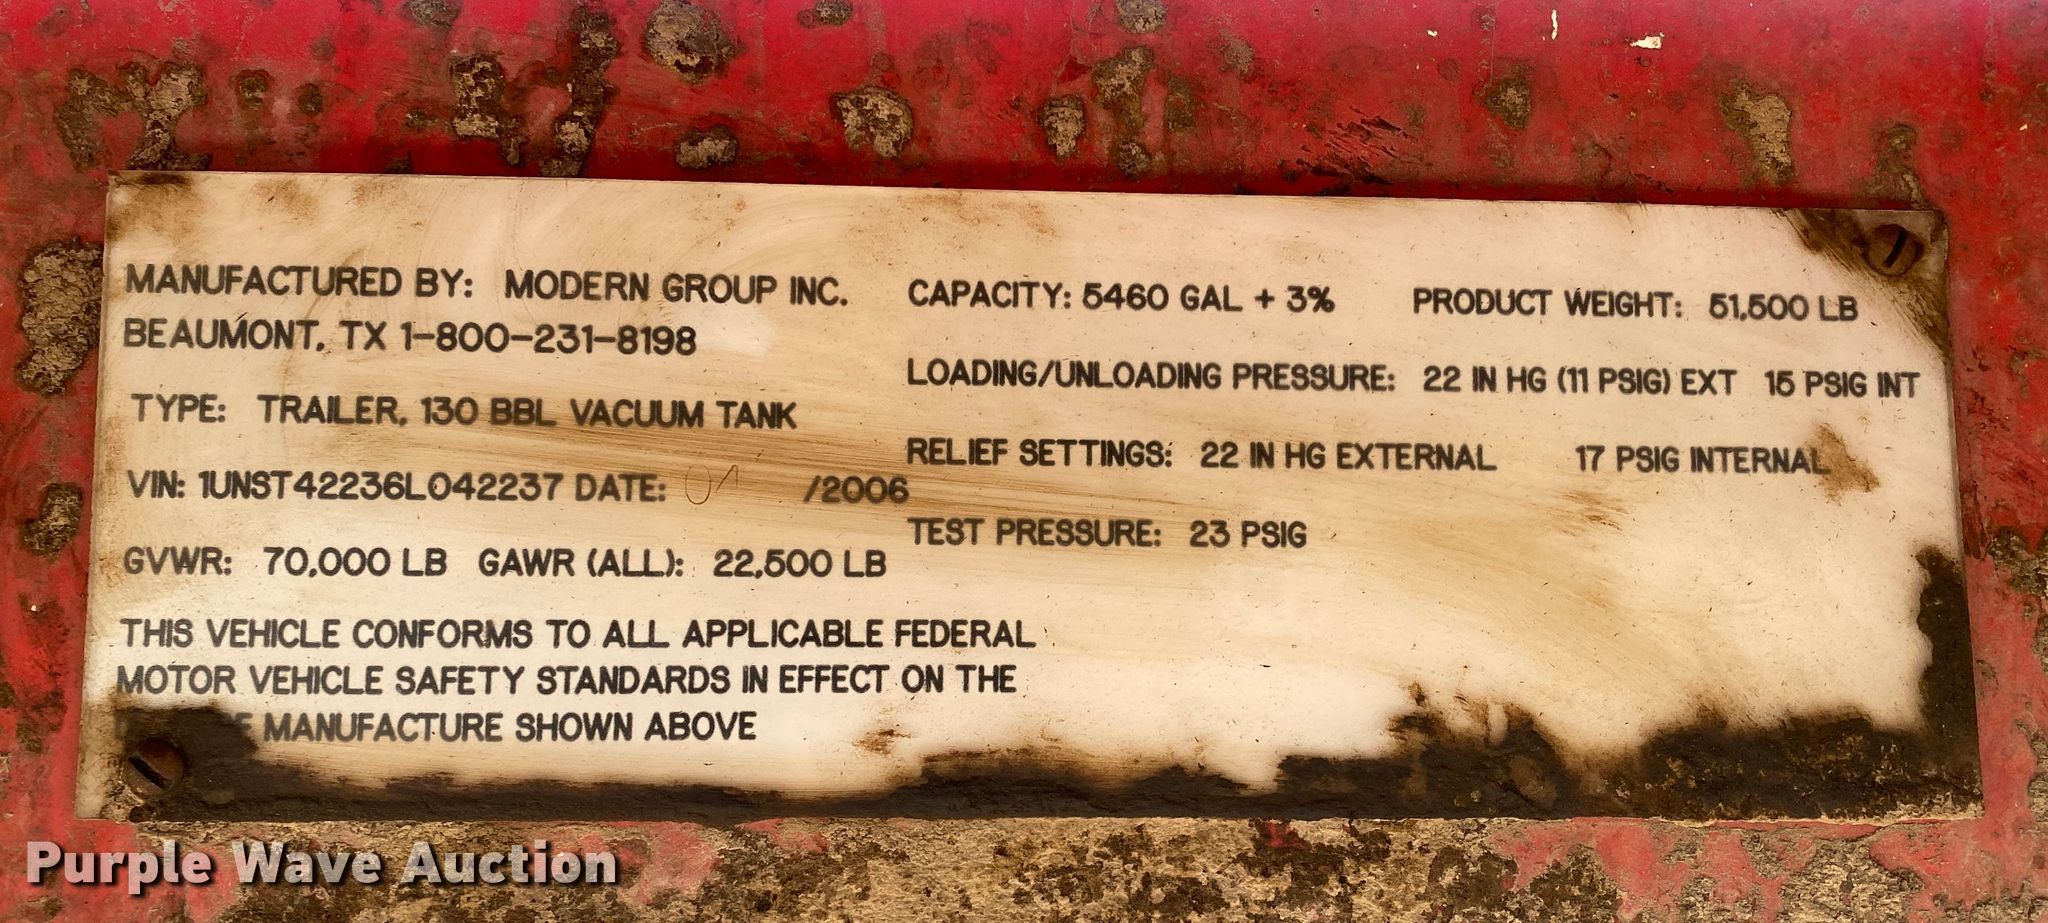 MANUFACTURED BY: MODERN GROUP INC.
BEAUMONT, TX 1-800-231-8198
TYPE: TRAILER, 130 BBL VACUUM TANK
VIN: 1UNST42236L042237 DATE: 01 /2006
GVWR: 70,000 LB GAWR (ALL): 22,500 LB
THIS VEHICLE CONFORMS TO ALL APPLICABLE FEDERAL
MOTOR VEHICLE SAFETY STANDARDS IN EFFECT ON THE
MANUFACTURE SHOWN ABOVE
CAPACITY: 5460 GAL + 3% PRODUCT WEIGHT: 51,500 LB
LOADING/UNLOADING PRESSURE: 22 IN HG (11 PSIG) EXT 15 PSIG INT
RELIEF SETTINGS: 22 IN HG EXTERNAL 17 PSIG INTERNAL
TEST PRESSURE: 23 PSIG
Purple Wave Auction